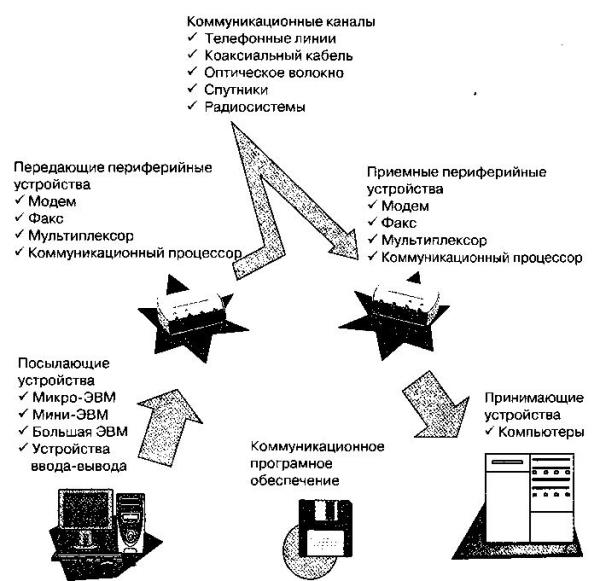 Коммуникационные каналы
✓ Телефонные линии
✓ Коаксиальный кабель
✓ Оптическое волокно
✓ Спутники
✓ Радиосистемы
Передающие периферийные
устройства
✓ Модем
✓ Факс
✓ Мультиплексор
✓ Коммуникационный процессор
Приемные периферийные
устройства
✓ Модем
✓ Факс
✓ Мультиплексор
✓ Коммуникационный процессор
Посылающие
устройства
✓ Микро-ЭВМ
✓ Мини-ЭВМ
✓ Большая ЭВМ
✓ Устройства
ввода-вывода
Коммуникационное
програмное
обеспечение
Принимающие
устройства
✓ Компьютеры